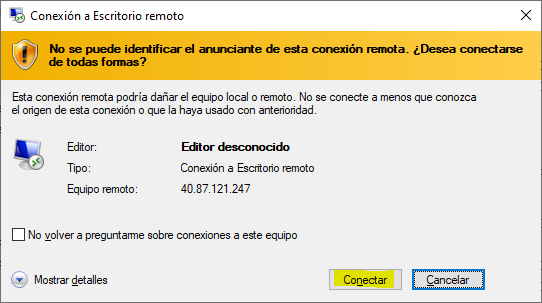 Conexión a Escritorio remoto
No se puede identificar el anunciante de esta conexión remota. ¿Desea conectarse
de todas formas?
Esta conexión remota podría dañar el equipo local o remoto. No se conecte a menos que conozca
el origen de esta conexión o que la haya usado con anterioridad.
Editor: Editor desconocido
Tipo: Conexión a Escritorio remoto
Equipo remoto: 40.87.121.247
No volver a preguntarme sobre conexiones a este equipo
Mostrar detalles Conectar Cancelar